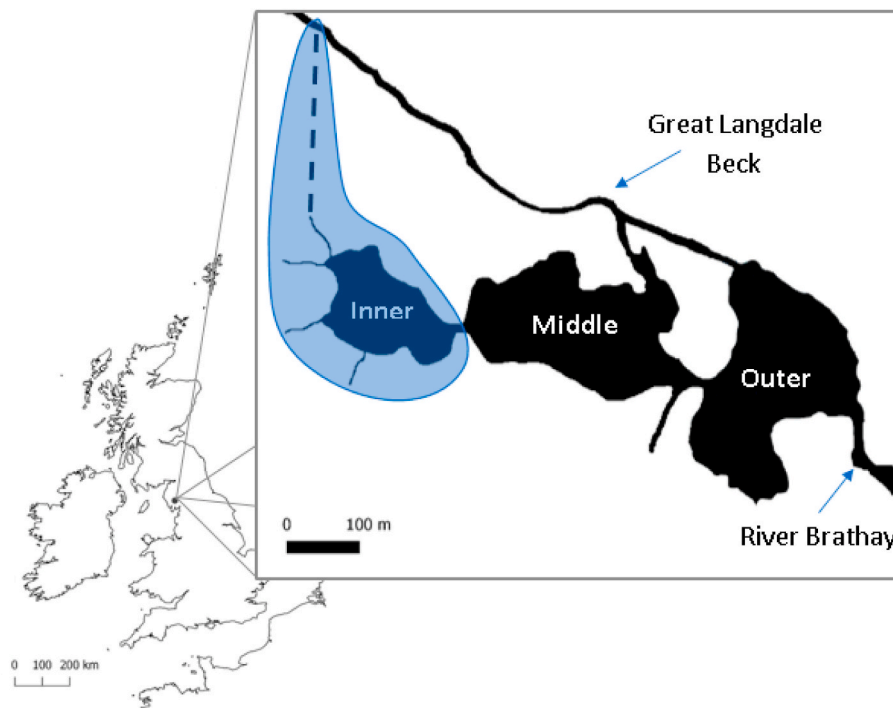 Great Langdale
Beck
Inner
Middle
Outer
0 100 m
River Brathay
0 100 200 km